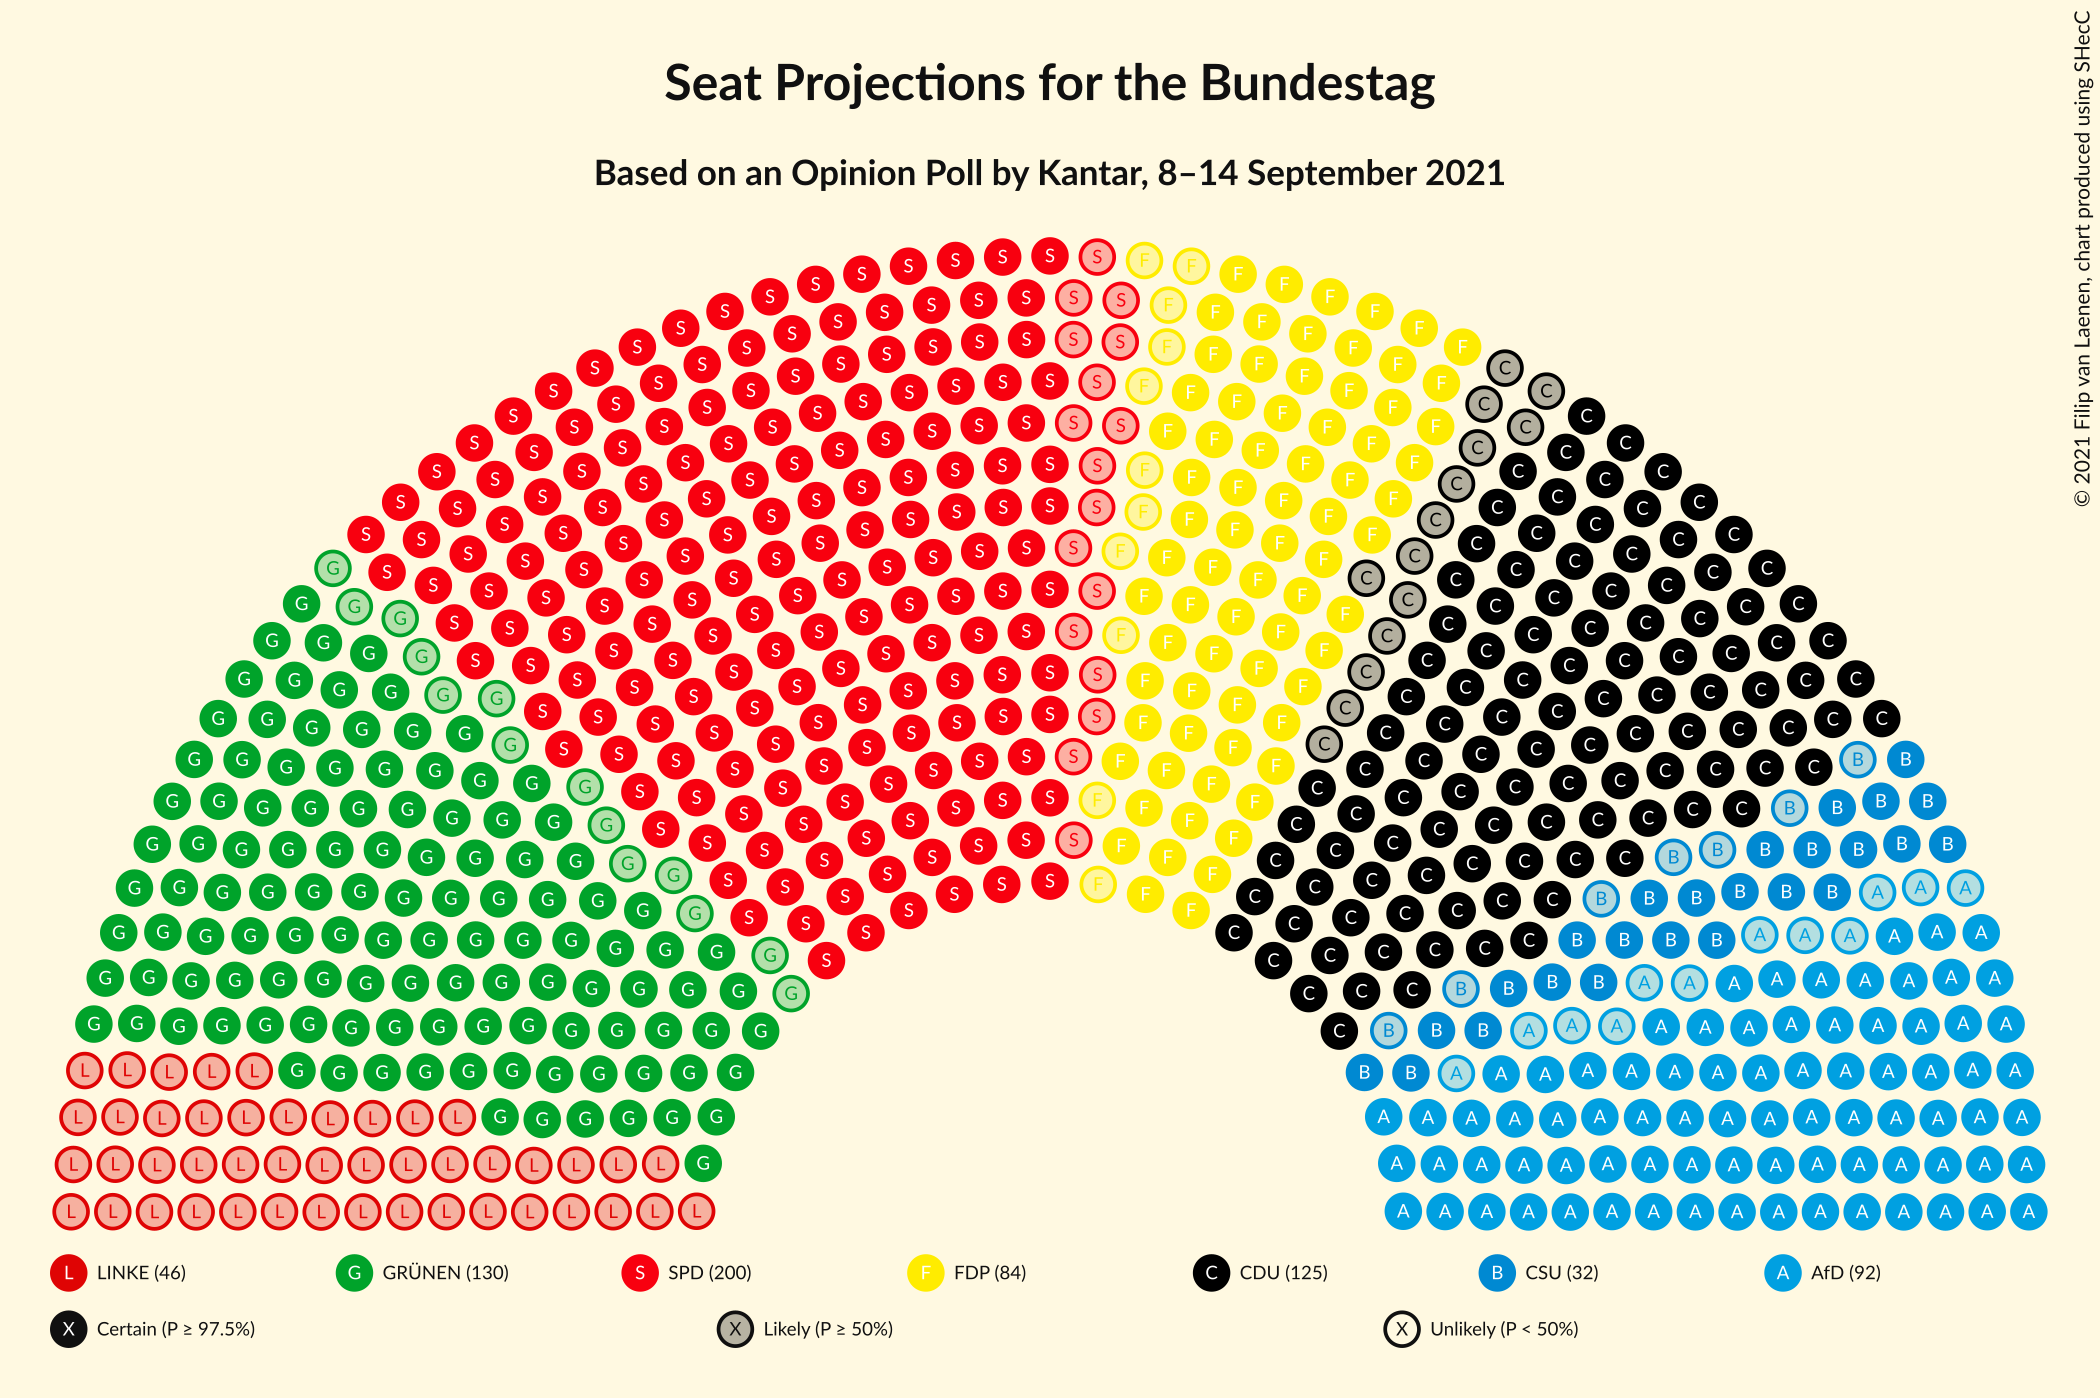 Seat Projections for the Bundestag
Based on an Opinion Poll by Kantar, 8–14 September 2021
© 2021 Filip van Laenen, chart produced using SHecC
L LINKE (46) G GRÜNEN (130) S SPD (200) F FDP (84) C CDU (125) B CSU (32) A AfD (92)
X Certain (P ≥ 97.5%) X Likely (P ≥ 50%) X Unlikely (P < 50%)